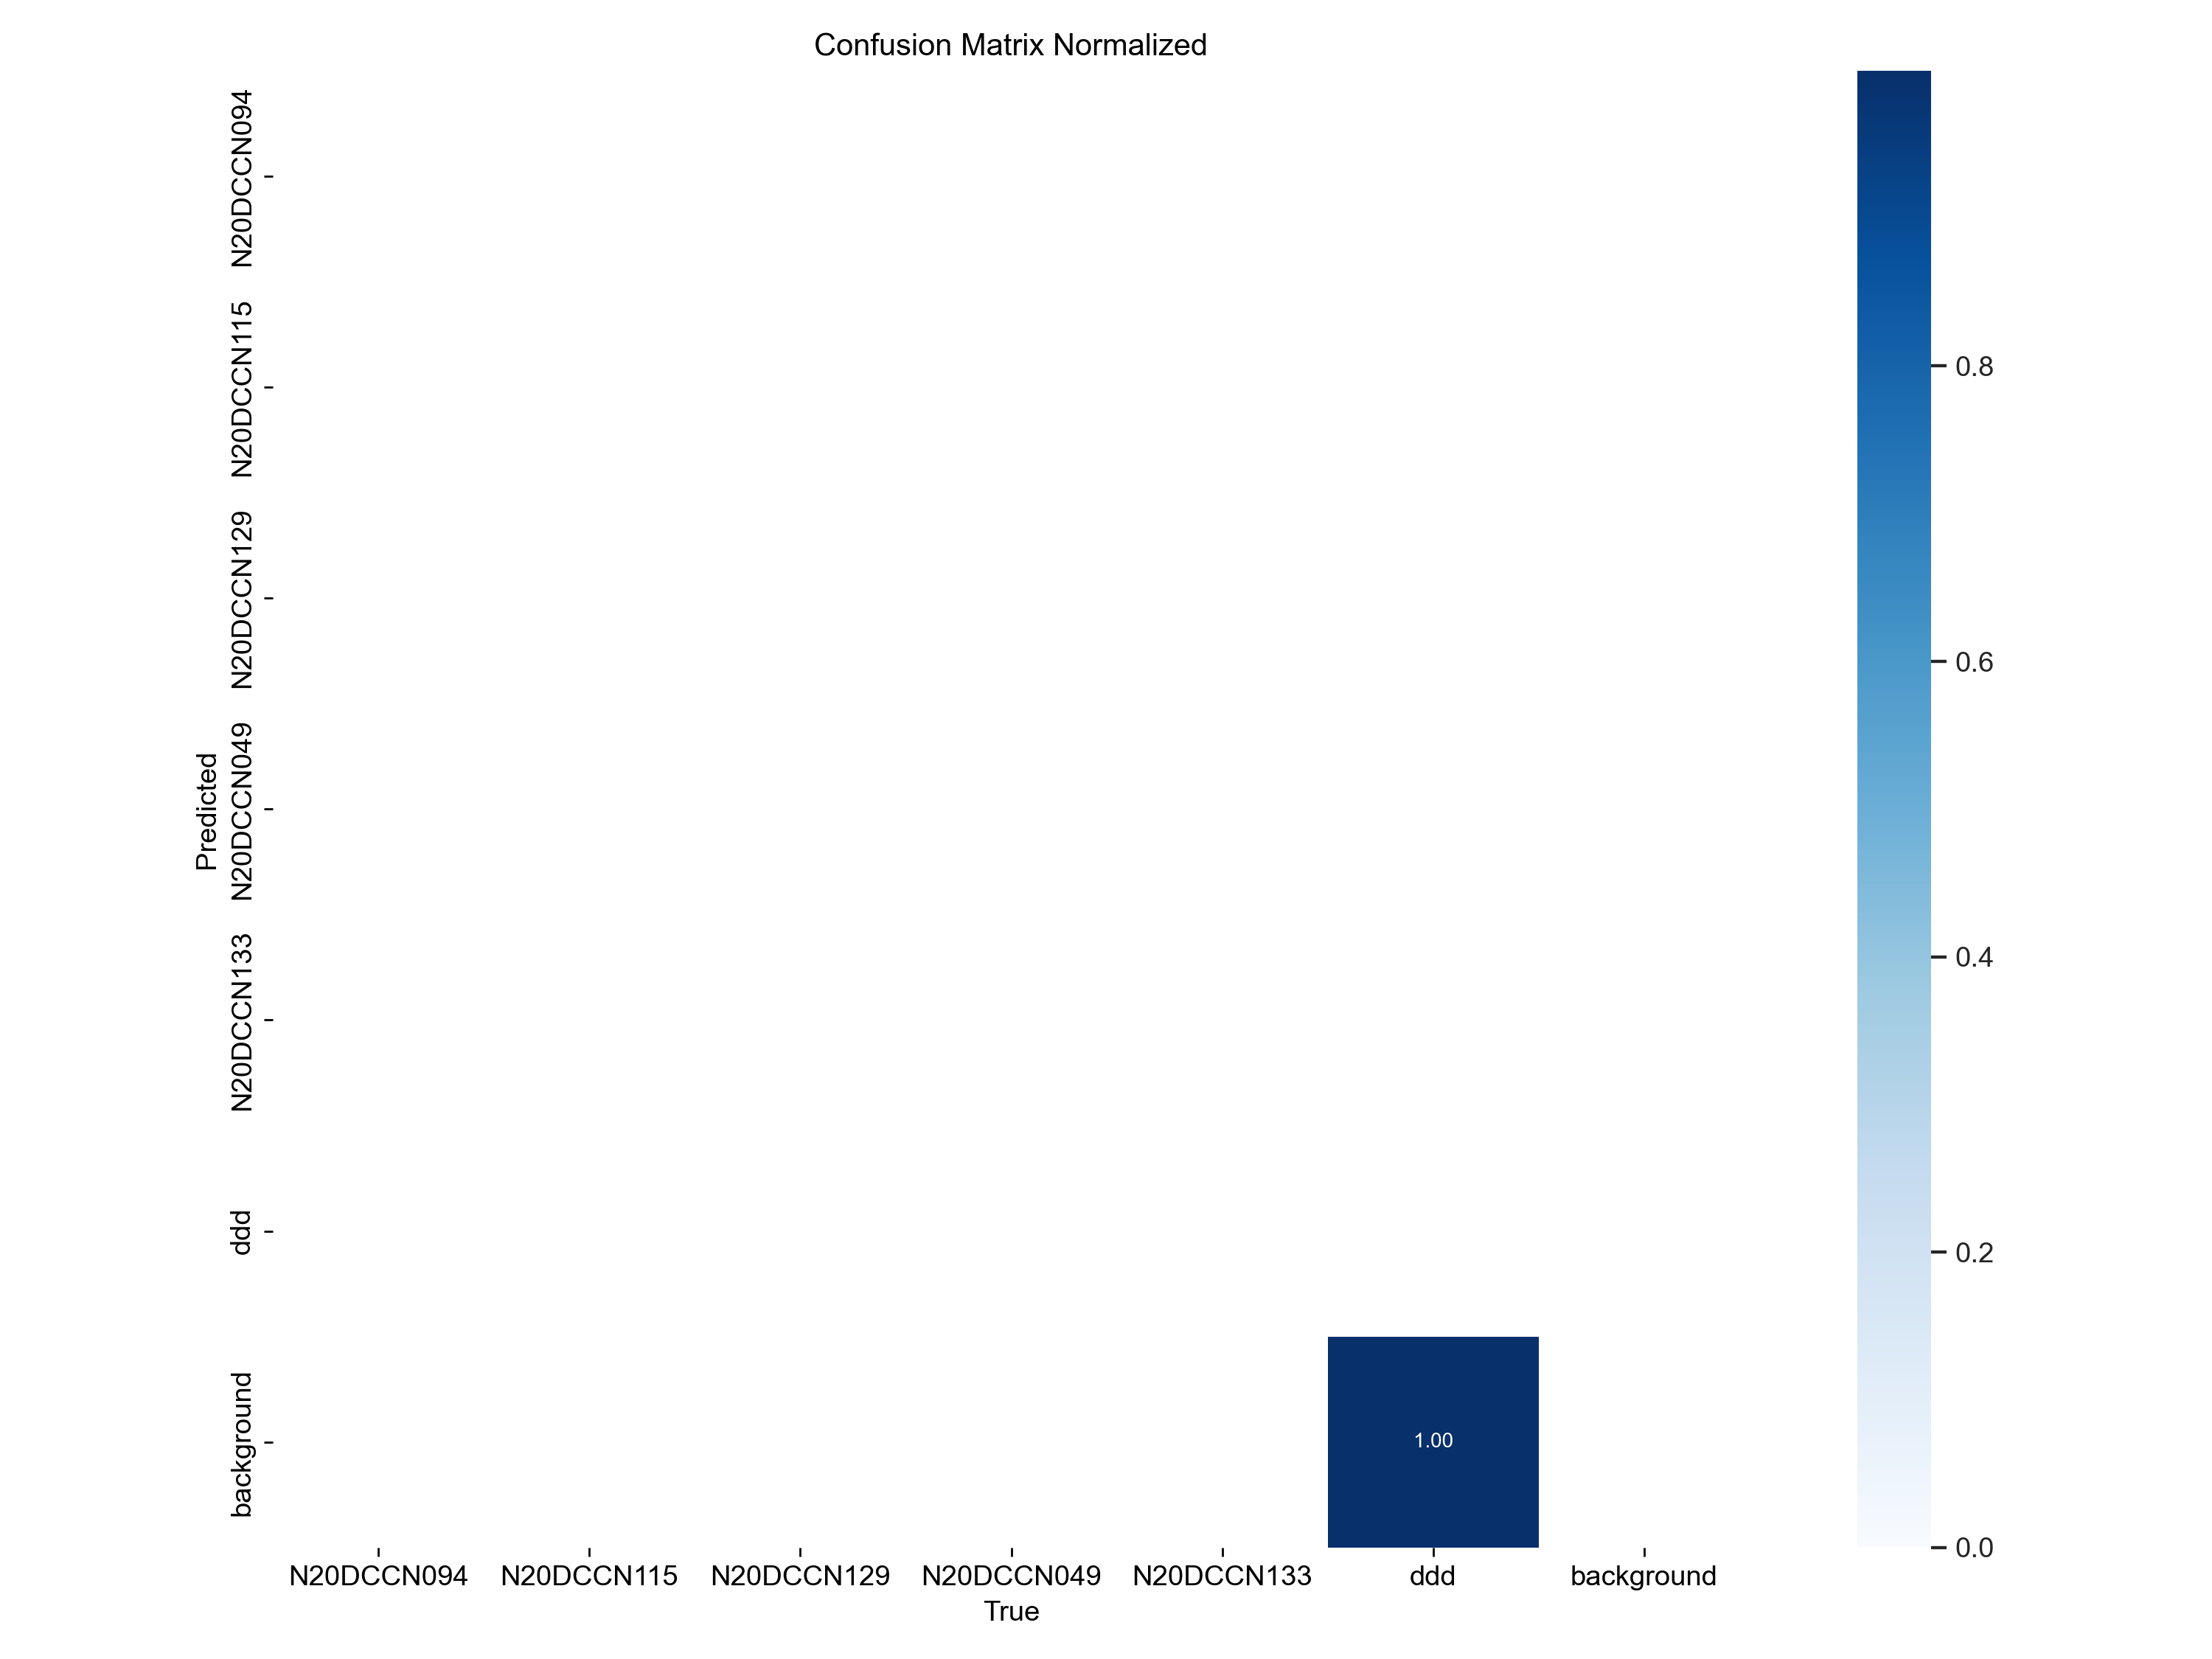 Confusion Matrix Normalized
Predicted
N20DCCN094
N20DCCN115
N20DCCN129
N20DCCN049
N20DCCN133
ddd
background
1.00
N20DCCN094 N20DCCN115 N20DCCN129 N20DCCN049 N20DCCN133 ddd background
True
0.8
0.6
0.4
0.2
0.0